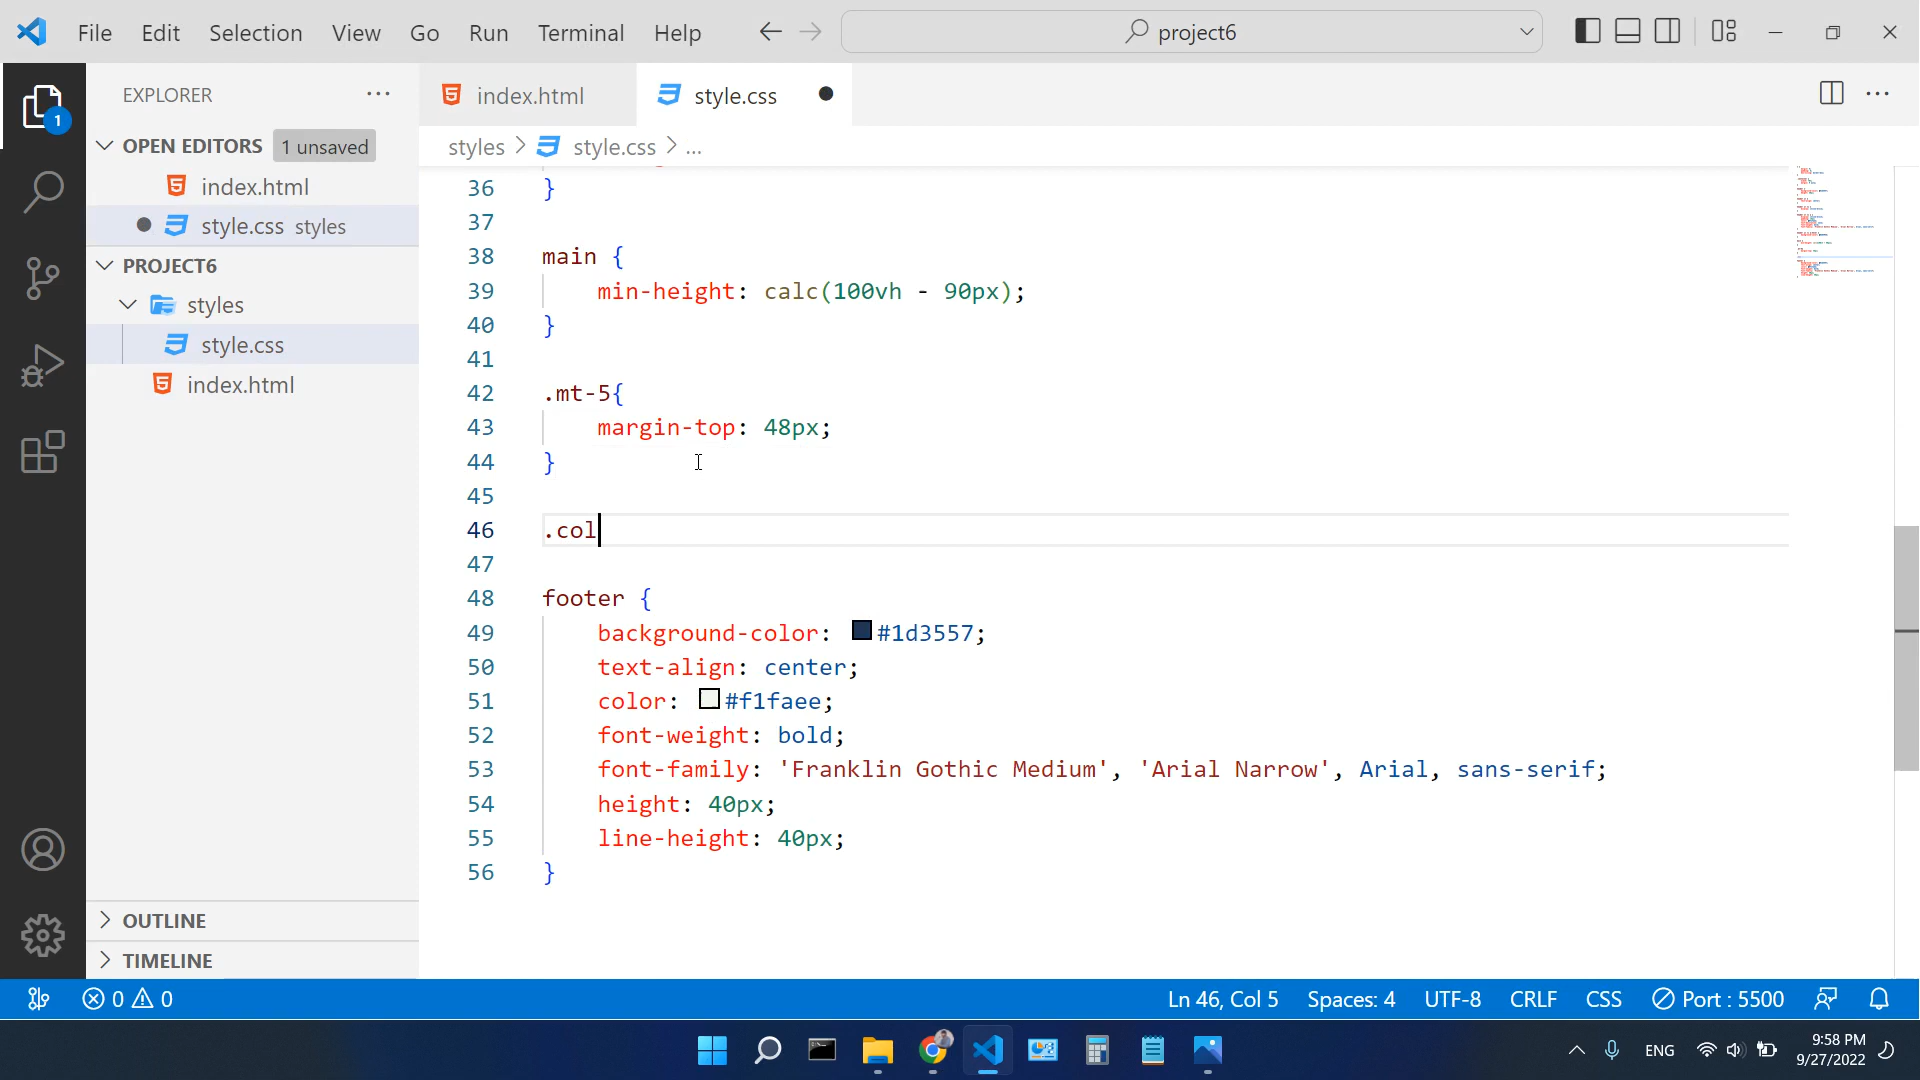 File Edit Selection View Go Run Terminal Help
project6
EXPLORER
OPEN EDITORS 1 unsaved
index.html
style.css styles
PROJECT6
styles
style.css
index.html
OUTLINE
TIMELINE
index.html
style.css
styles > style.css > ...
36 }
37
38 main {
39 min-height: calc(100vh - 90px);
40 }
41
42 .mt-5{
43 margin-top: 48px;
44 }
45
46 .col
47
48 footer {
49 background-color: #1d3557;
50 text-align: center;
51 color: #f1faee;
52 font-weight: bold;
53 font-family: 'Franklin Gothic Medium', 'Arial Narrow', Arial, sans-serif;
54 height: 40px;
55 line-height: 40px;
56 }
1
0 0
Ln 46, Col 5 Spaces: 4 UTF-8 CRLF CSS Port : 5500
ENG
9:58 PM
9/27/2022